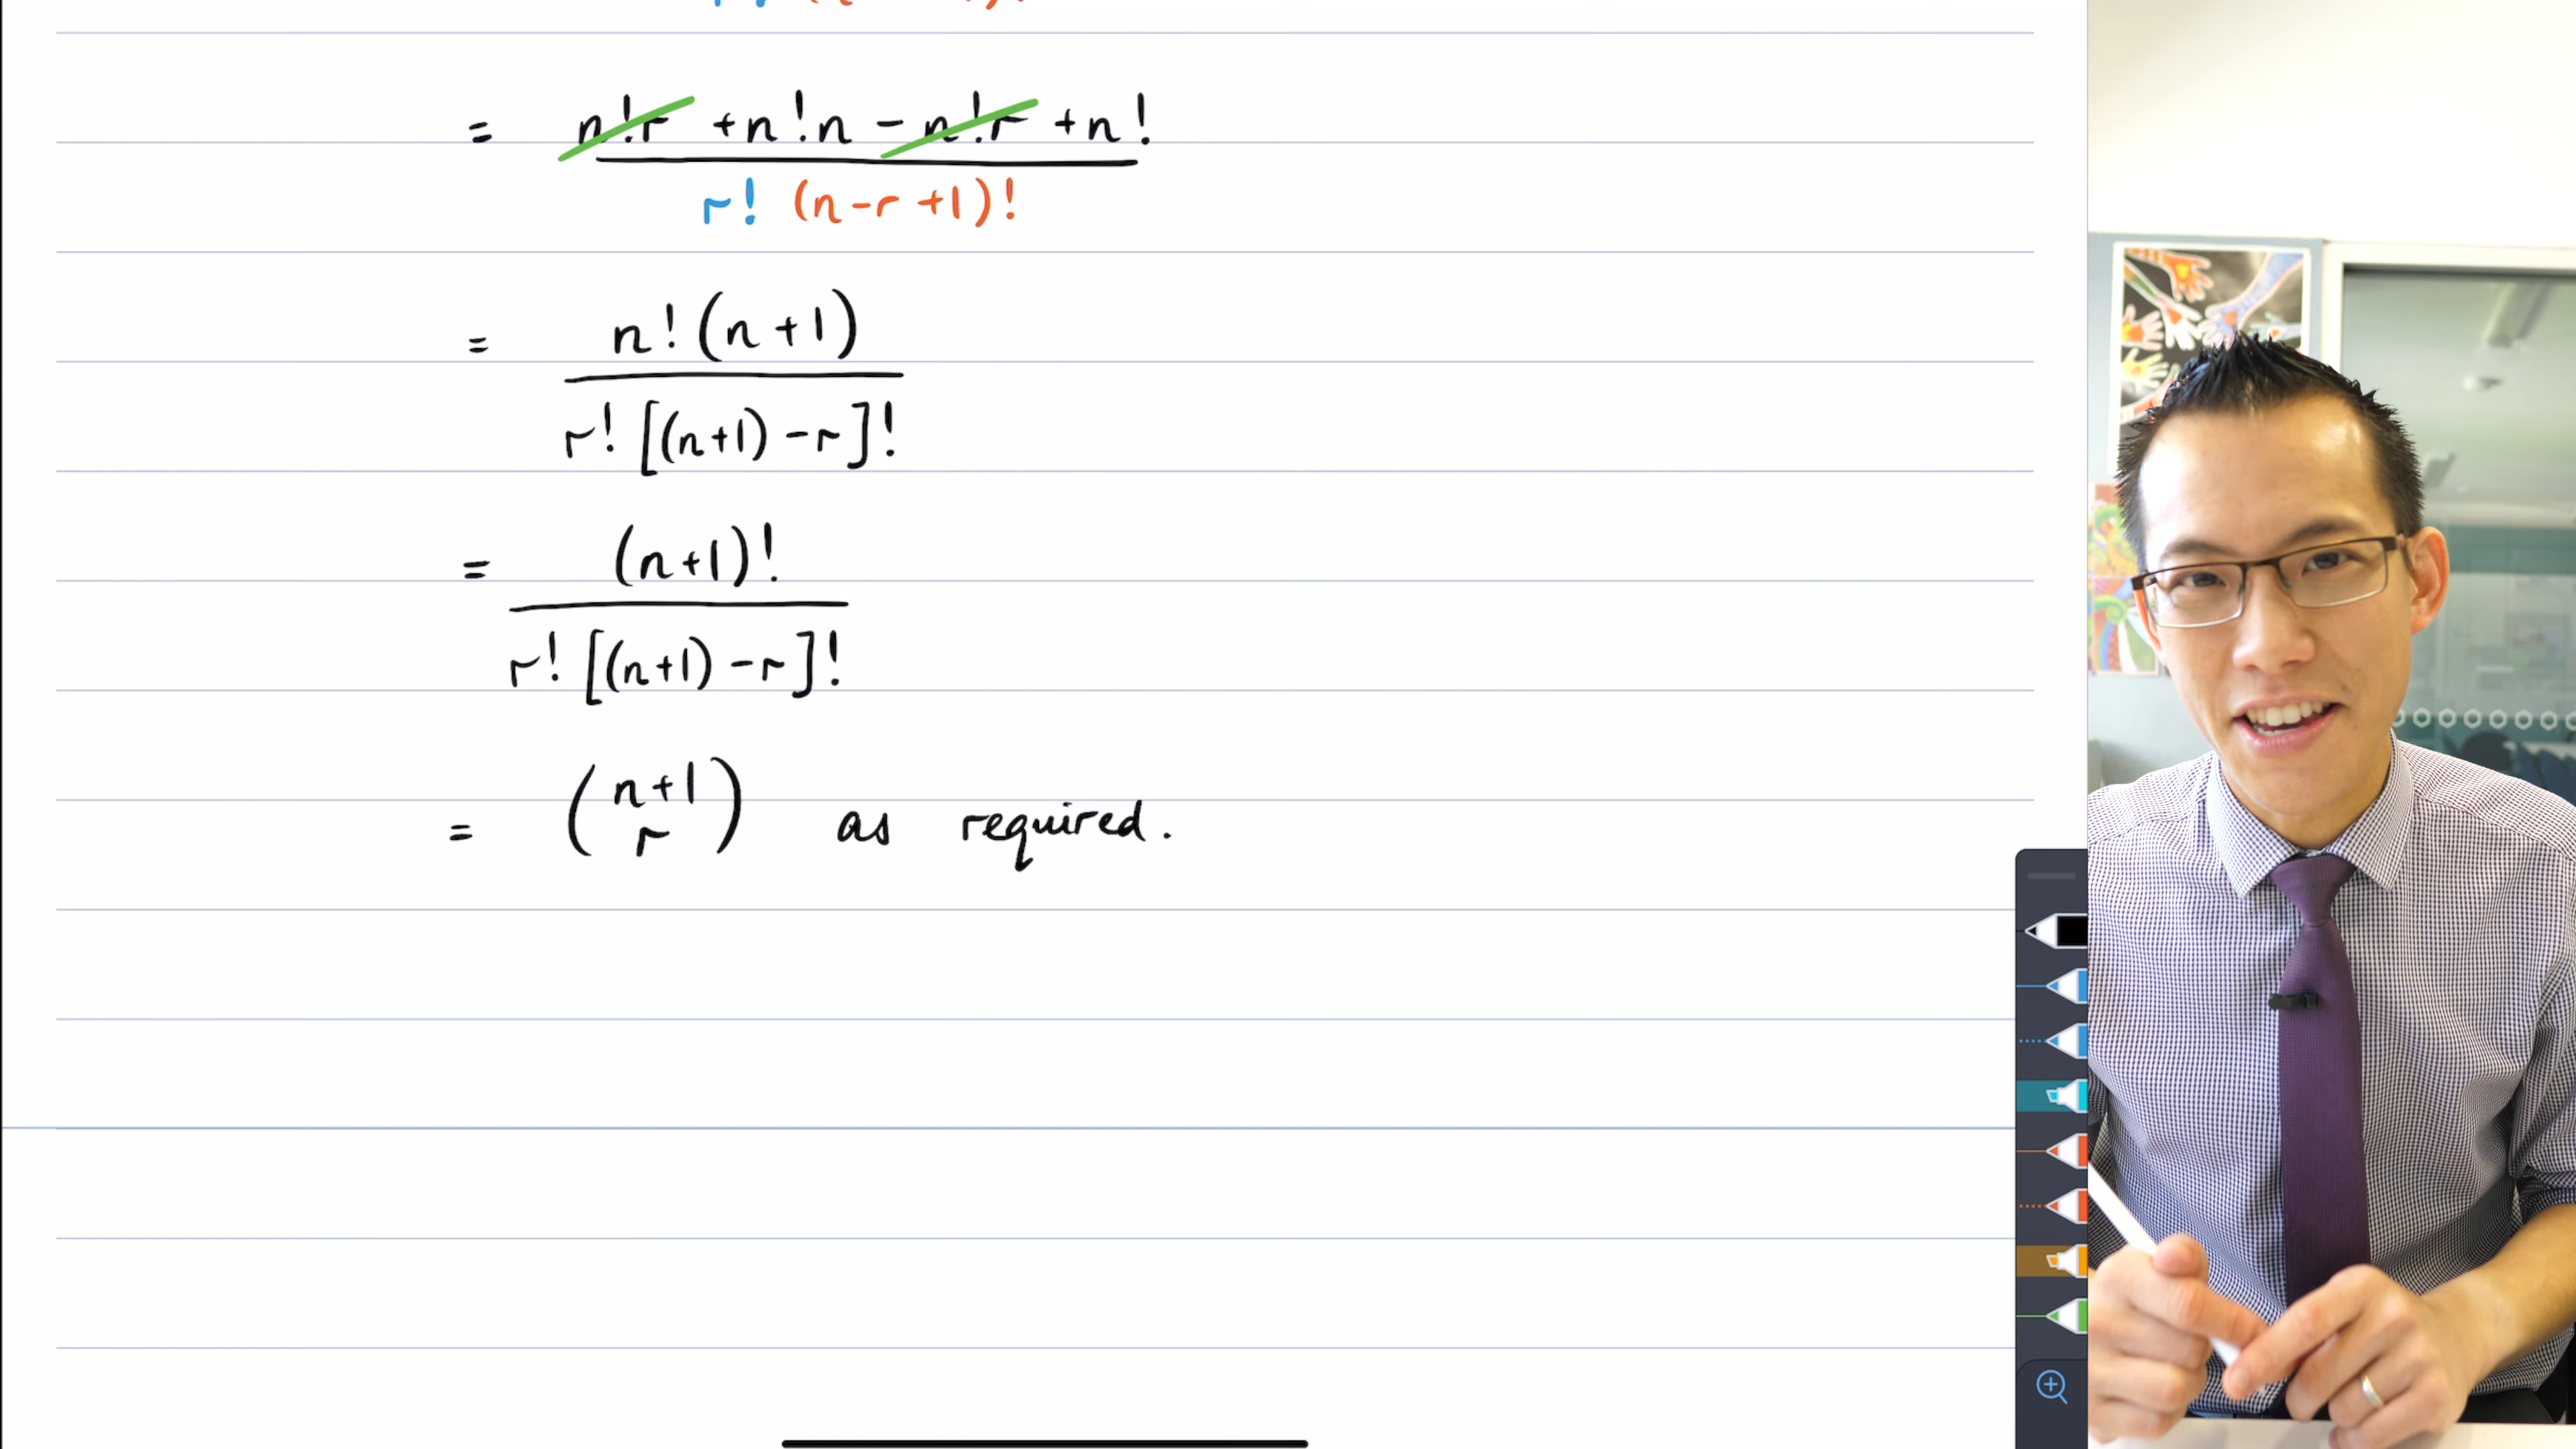 = n!r + n!n - n!r + n!
r! (n-r+1)!
= n!(n+1)
r! [(n+1)-r]!
= (n+1)!
r! [(n+1)-r]!
= (n+1
r) as required.